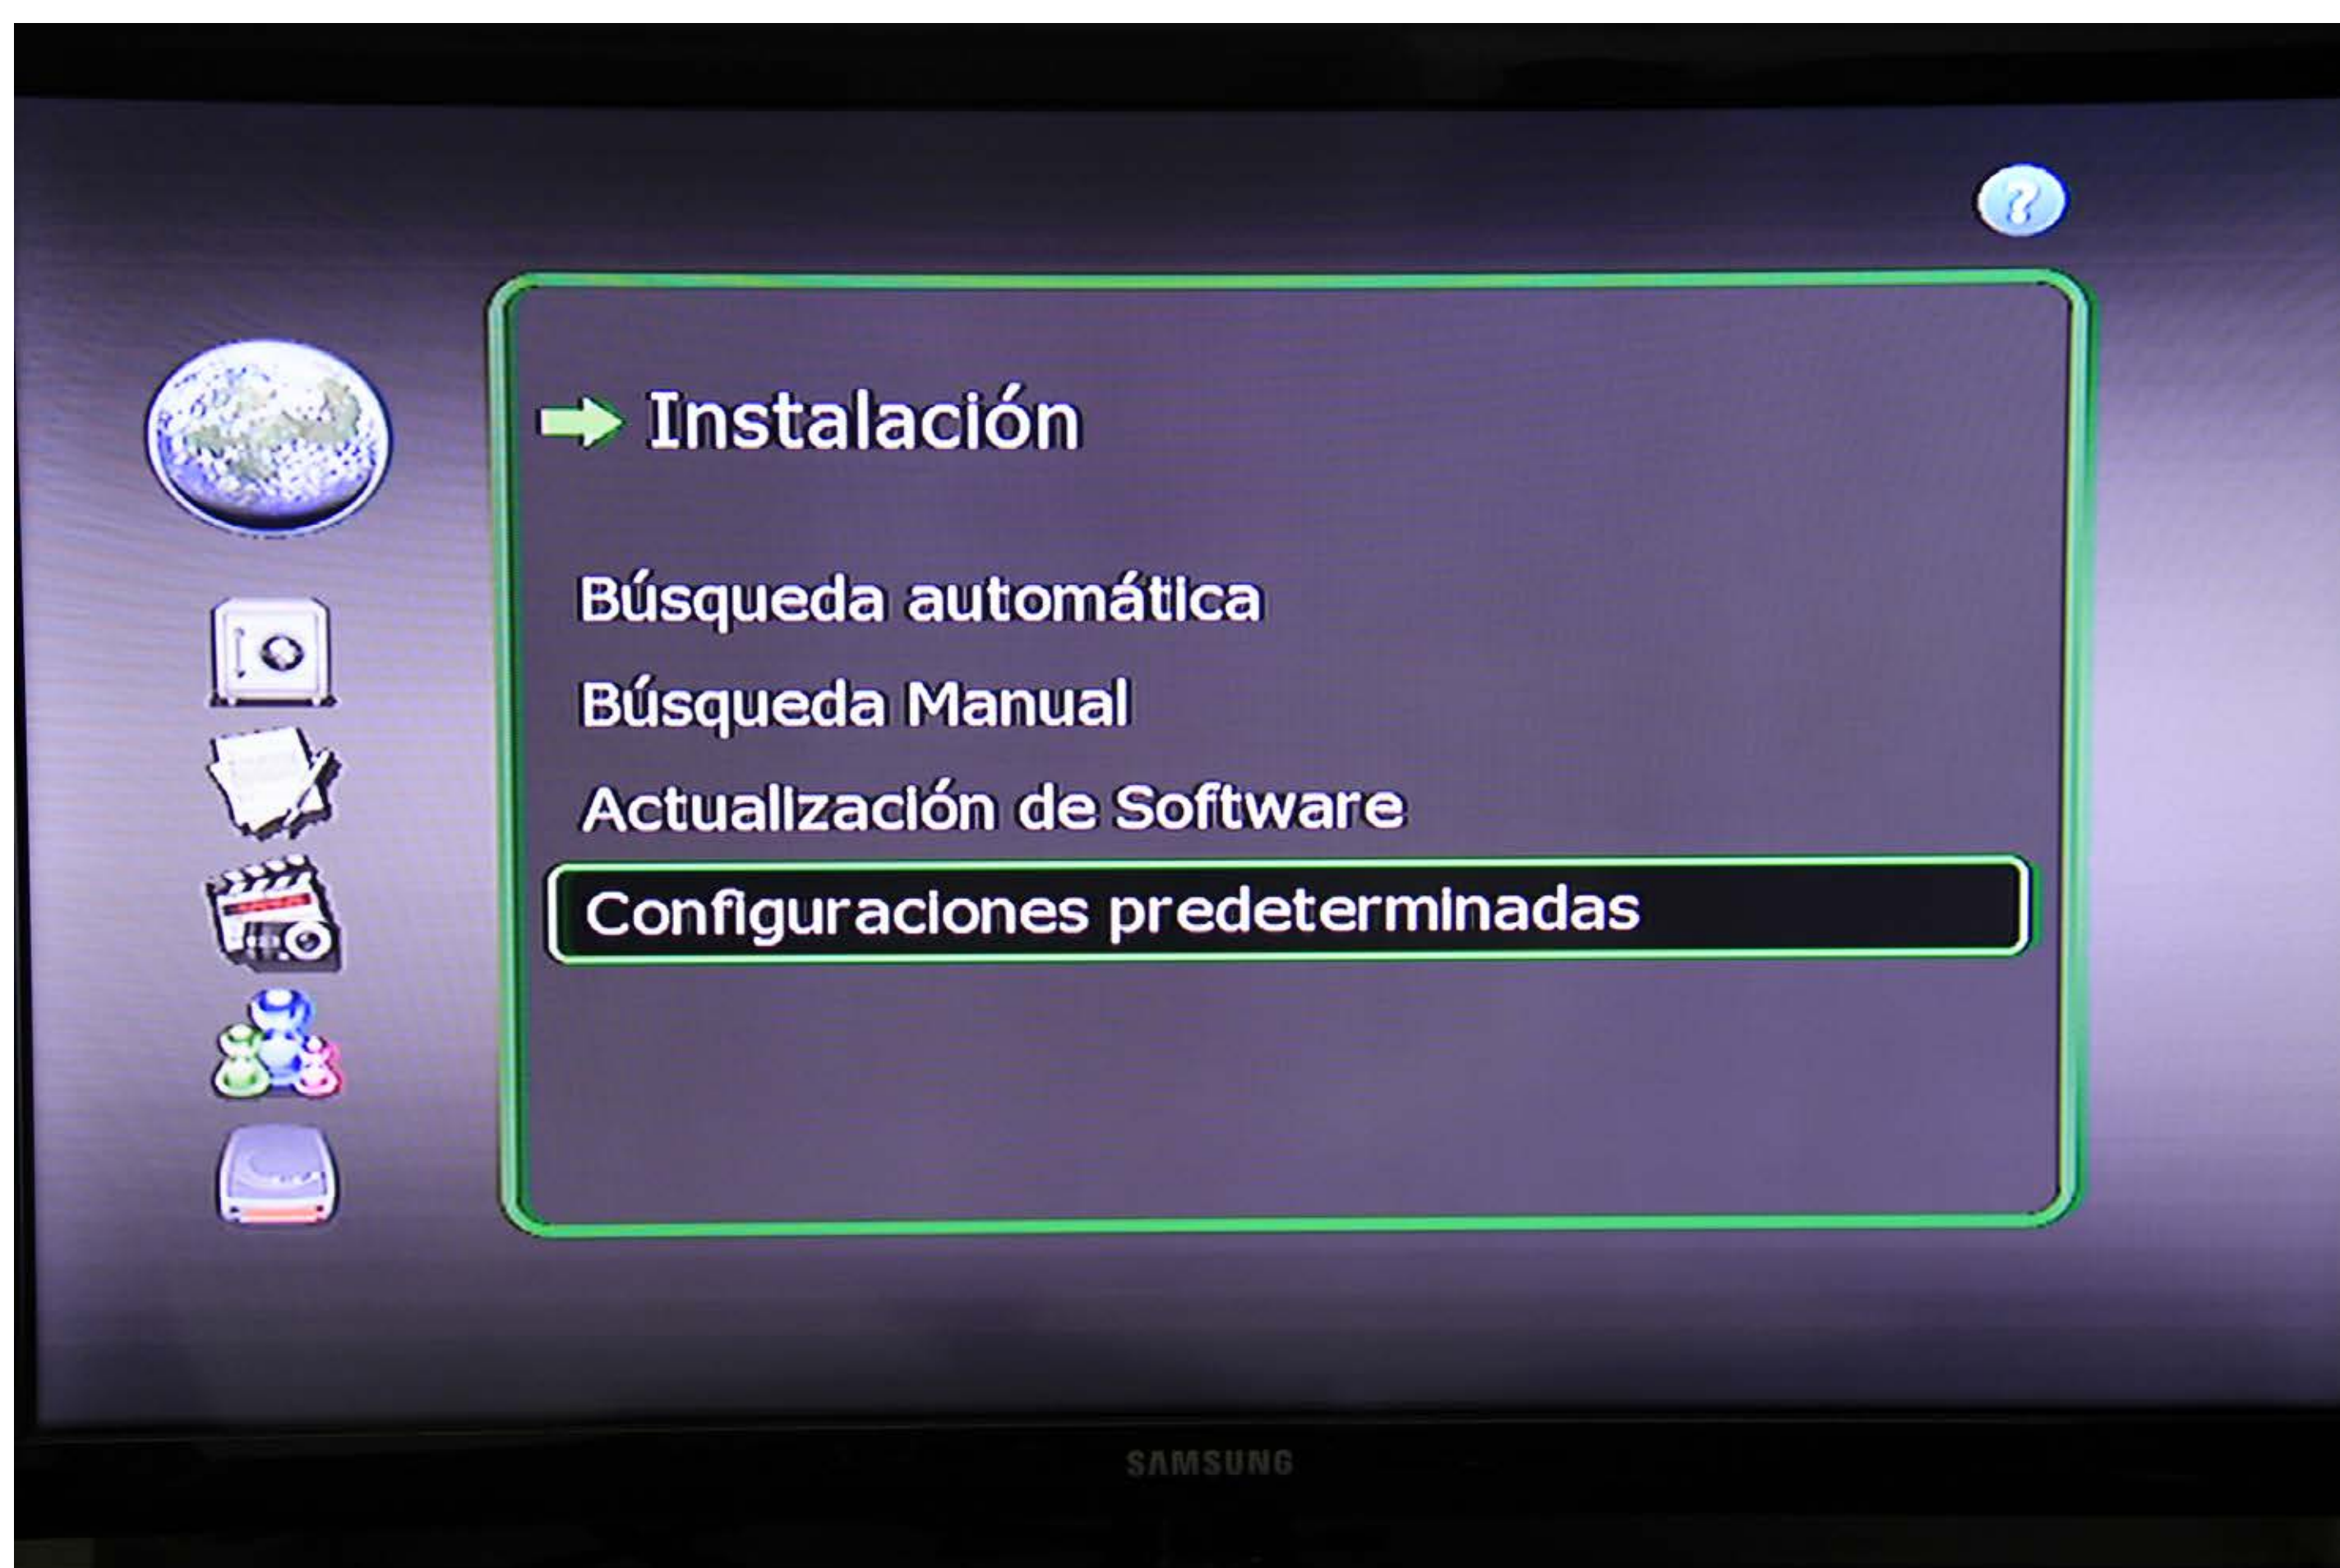 ?
Instalación
Búsqueda automática
Búsqueda Manual
Actualización de Software
Configuraciones predeterminadas
SAMSUNG